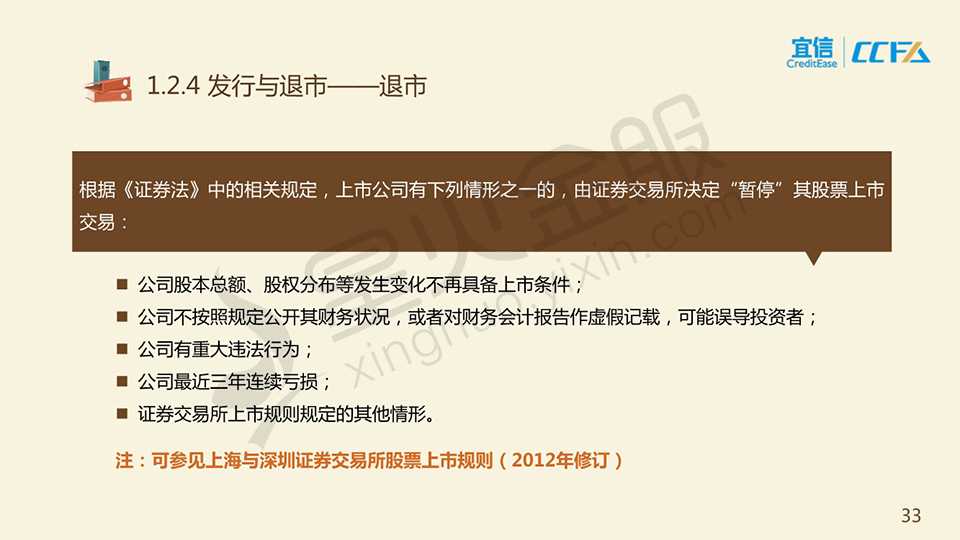 宜信
CreditEase
CCFA
1.2.4 发行与退市——退市
根据《证券法》中的相关规定，上市公司有下列情形之一的，由证券交易所决定“暂停”其股票上市
交易：
■ 公司股本总额、股权分布等发生变化不再具备上市条件；
■ 公司不按照规定公开其财务状况，或者对财务会计报告作虚假记载，可能误导投资者；
■ 公司有重大违法行为；
■ 公司最近三年连续亏损；
■ 证券交易所上市规则规定的其他情形。
注：可参见上海与深圳证券交易所股票上市规则（2012年修订）
星火金服
xinghuo.yixin.com
33